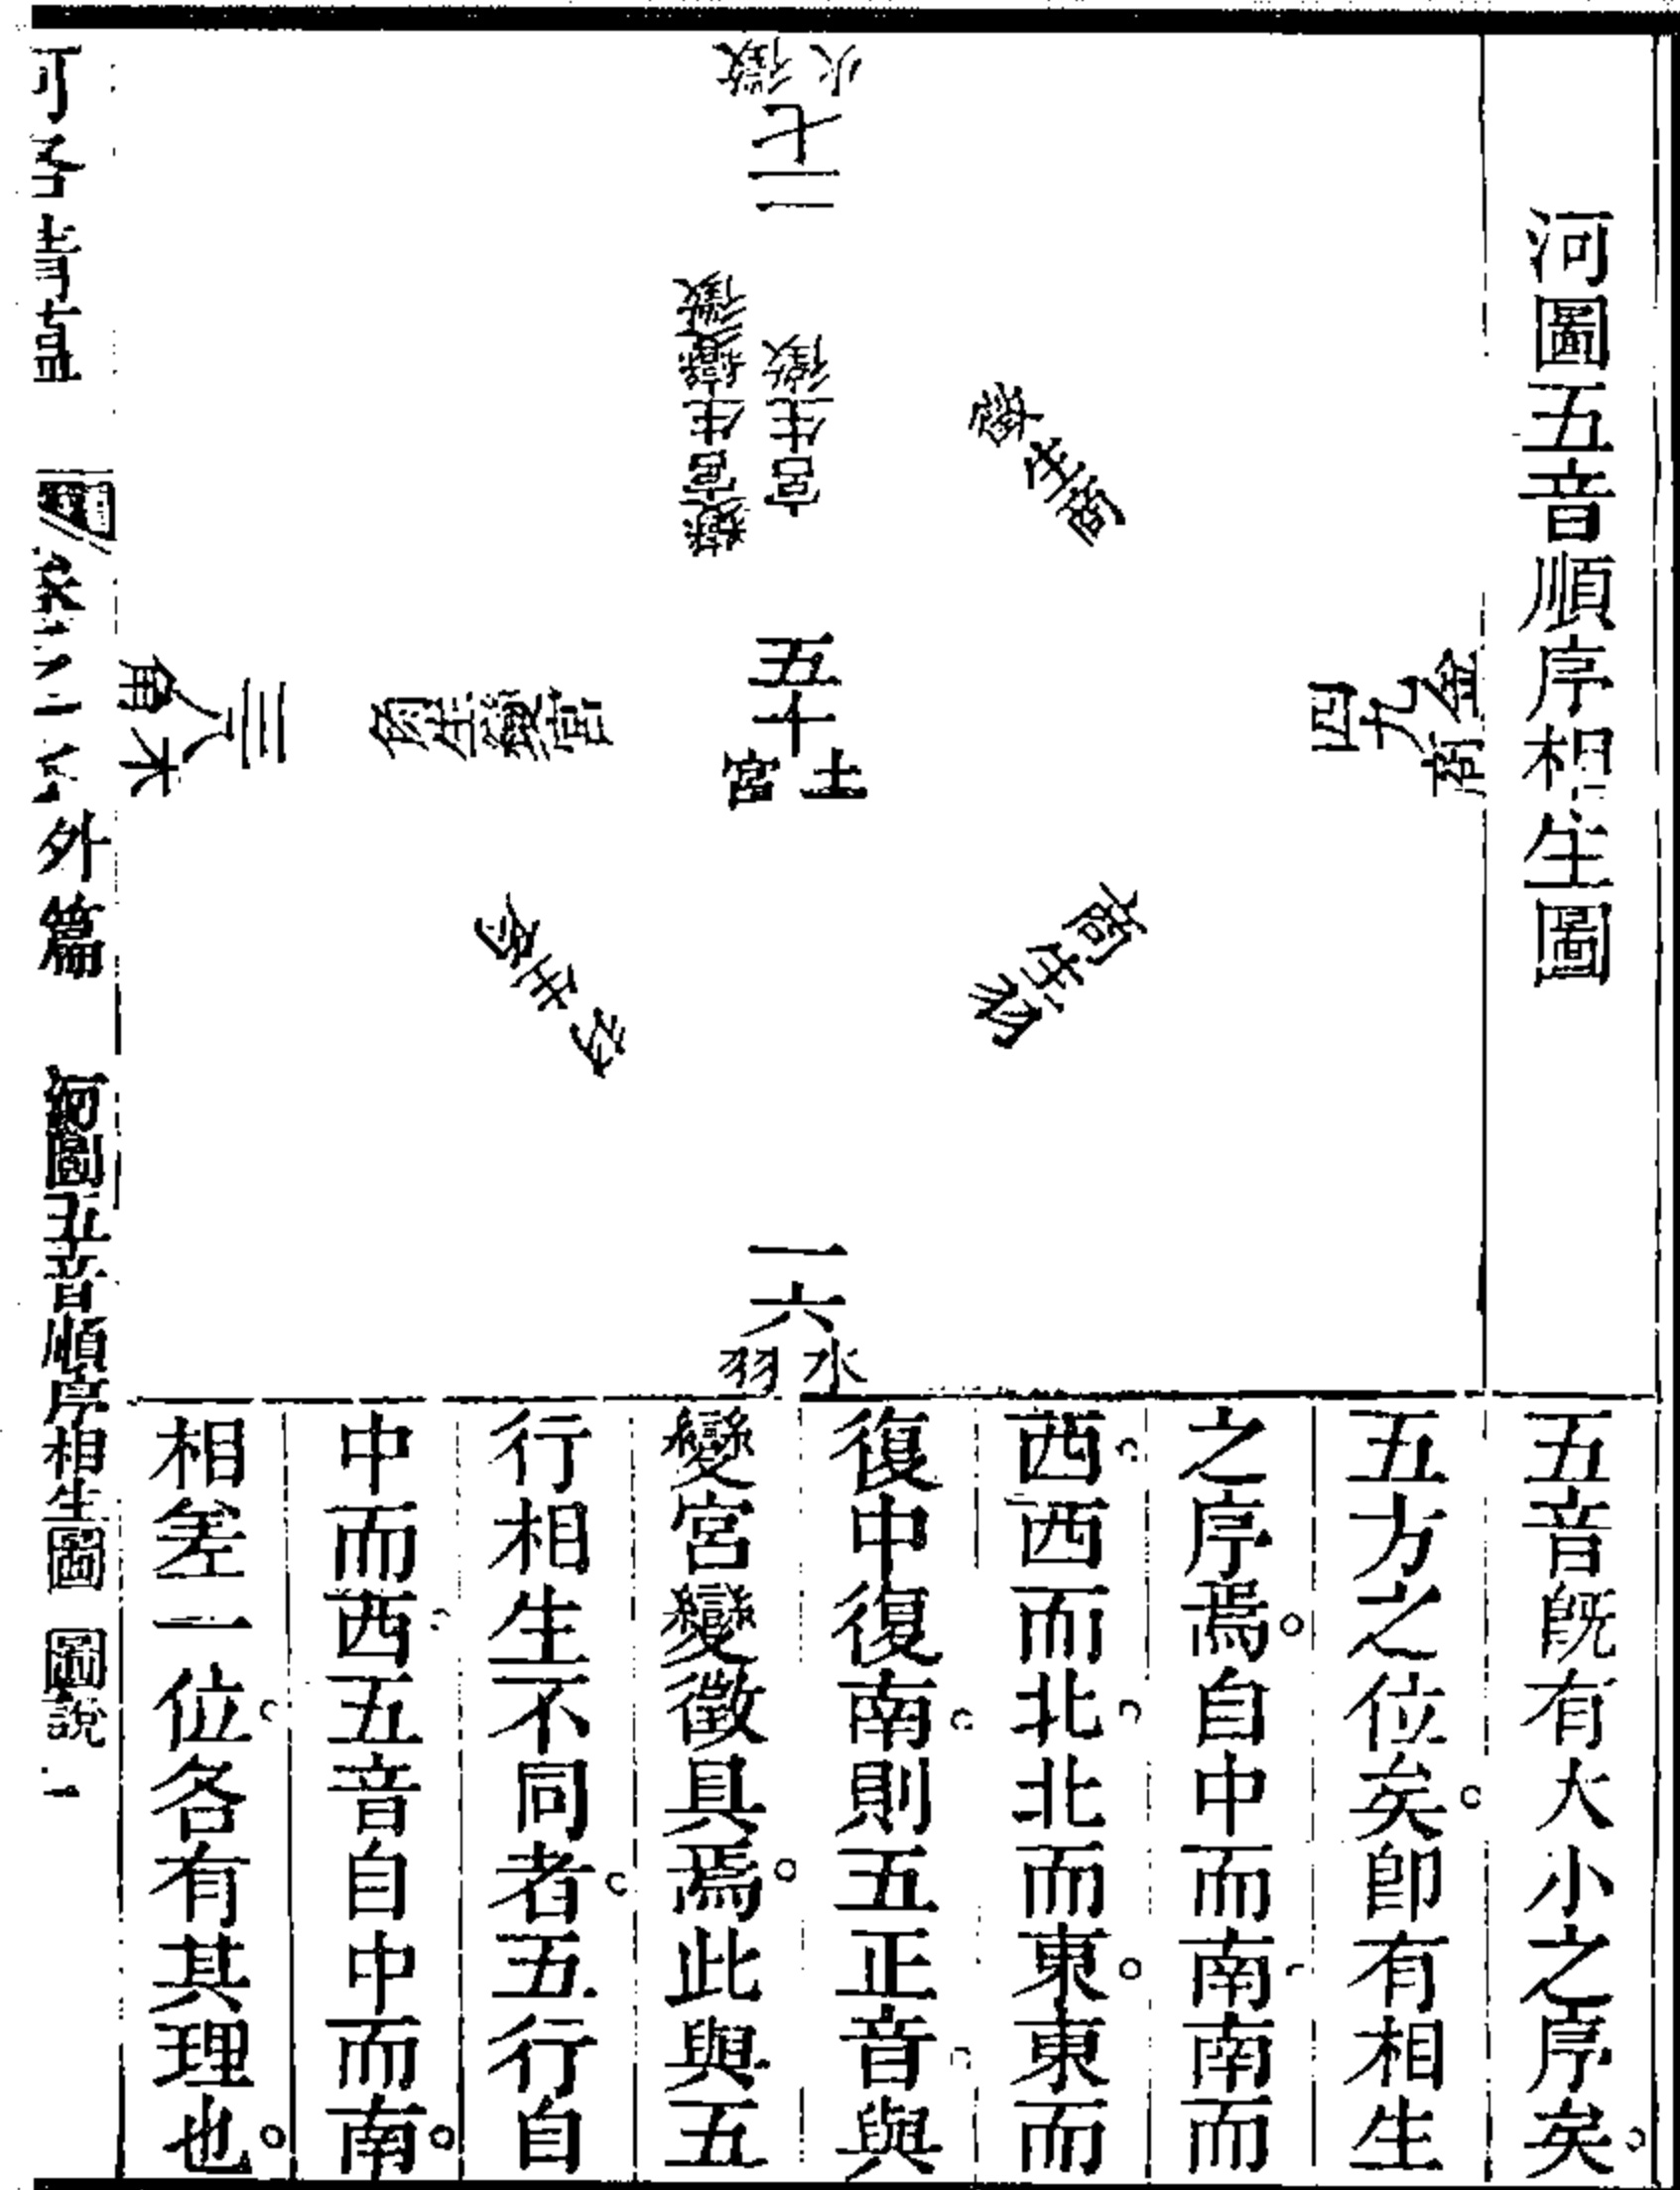 河圖五音順序相生圖
火徵
七
二
宮生徵
變宮生變徵
徵生商
五
十
土宮
四九金商
三八木角
角生變宮
商生羽
羽生角
一
六
水羽
五音既有大小之序矣
五方之位矣即有相生
之序焉自中而南南而
西西而北北而東東而
復中復南則五正音與
變宮變徵具焉此與五
行相生不同者五行自
中而西五音自中而南
相差一位各有其理也
外篇
河圖五音順序相生圖 圖說 一